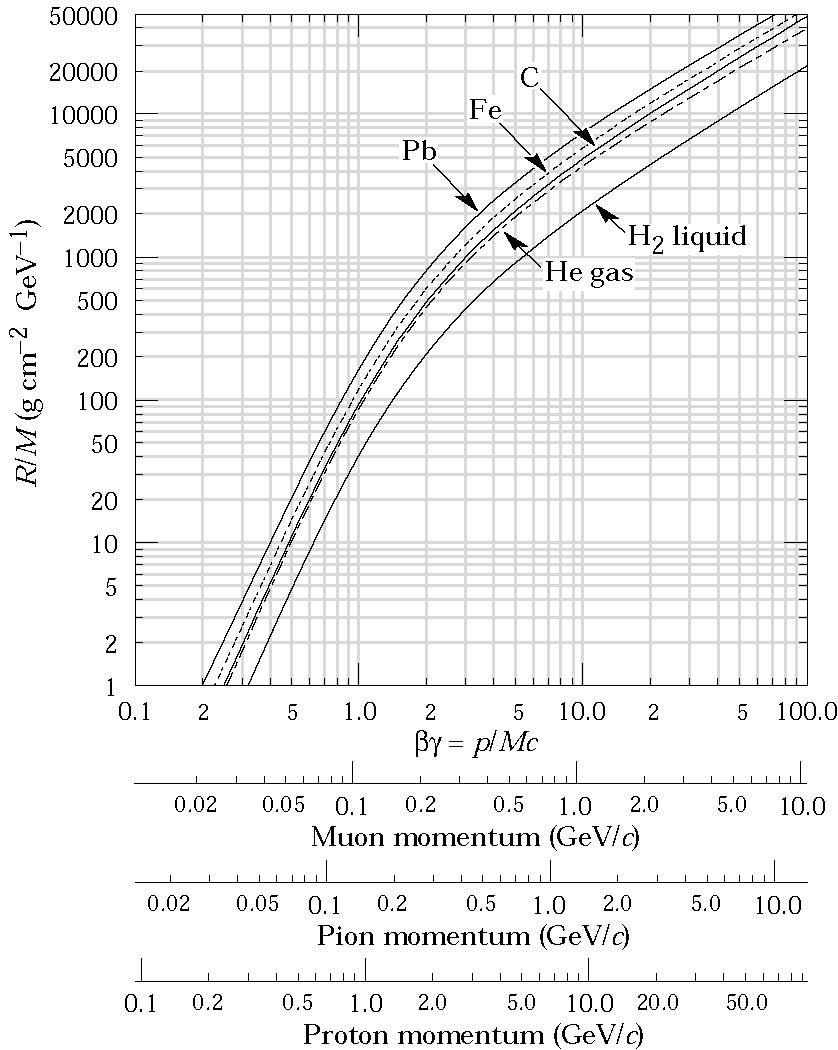 50000
20000
10000
5000
2000
1000
500
200
100
50
20
10
5
2
1
R/M (g cm⁻² GeV⁻¹)
C
Fe
Pb
H₂ liquid
He gas
0.1 2 5 1.0 2 5 10.0 2 5 100.0
βγ = p/Mc
0.02 0.05 0.1 0.2 0.5 1.0 2.0 5.0 10.0
Muon momentum (GeV/c)
0.02 0.05 0.1 0.2 0.5 1.0 2.0 5.0 10.0
Pion momentum (GeV/c)
0.1 0.2 0.5 1.0 2.0 5.0 10.0 20.0 50.0
Proton momentum (GeV/c)